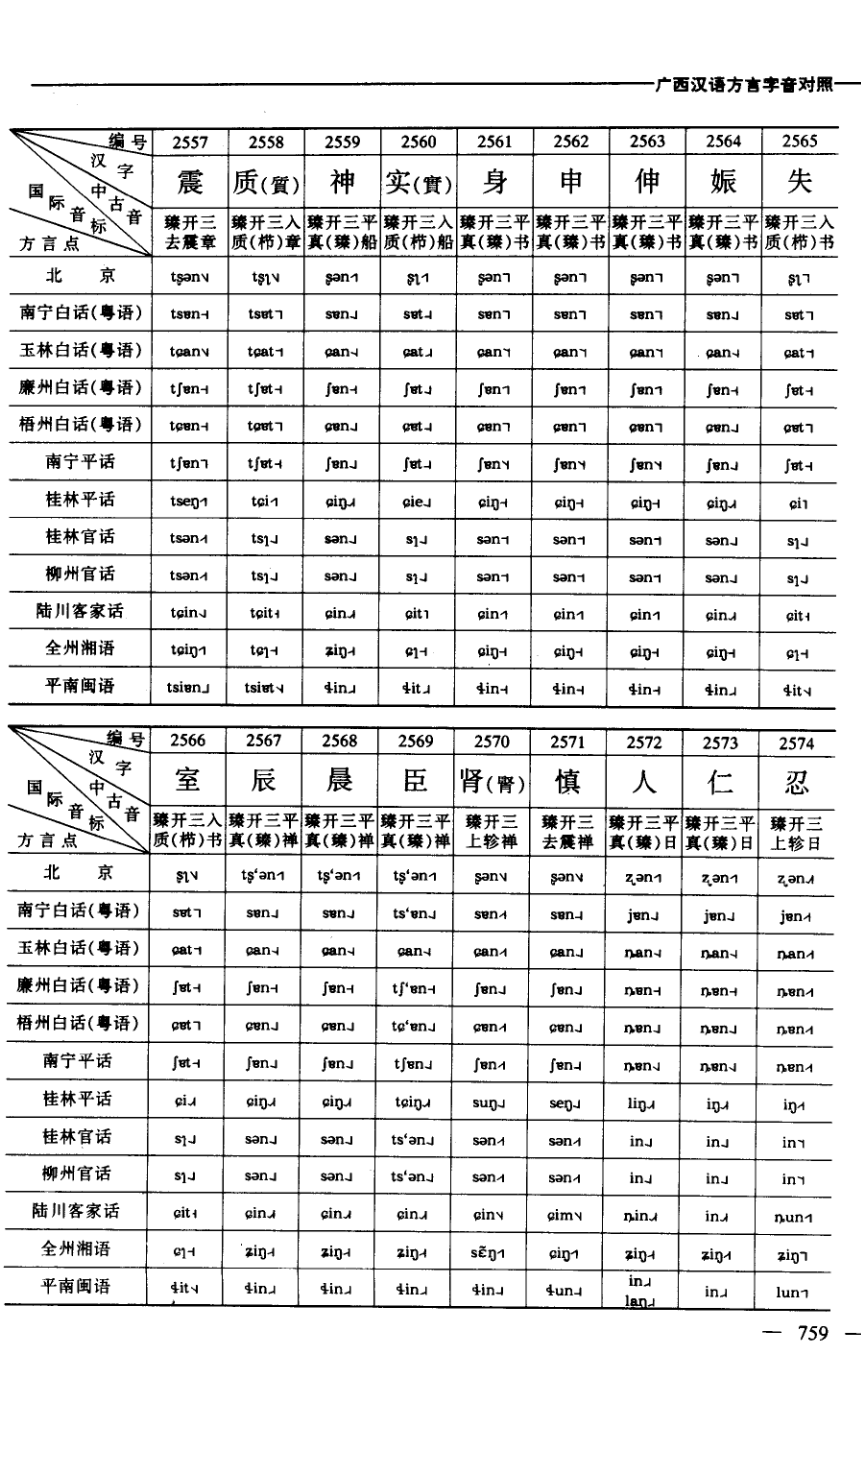 广西汉语方言字音对照
编号 2557 2558 2559 2560 2561 2562 2563 2564 2565
汉字 震 质(質) 神 实(實) 身 申 伸 娠 失
国际音标 中古音 臻开三 臻开三入 臻开三平 臻开三入 臻开三平 臻开三平 臻开三平 臻开三平 臻开三入
方言点 去震章 质(栉)章 真(臻)船 质(栉)船 真(臻)书 真(臻)书 真(臻)书 真(臻)书 质(栉)书
北京 tʂən tʂʅ ʂən ʂʅ ʂən ʂən ʂən ʂən ʂʅ
南宁白话(粤语) tsɐn tsɐt sɐn sɐt sɐn sɐn sɐn sɐn sɐt
玉林白话(粤语) tɕan tɕat ɕan ɕat ɕan ɕan ɕan ɕan ɕat
廉州白话(粤语) tʃɐn tʃɐt ʃɐn ʃɐt ʃɐn ʃɐn ʃɐn ʃɐn ʃɐt
梧州白话(粤语) tɕɐn tɕɐt ɕɐn ɕɐt ɕɐn ɕɐn ɕɐn ɕɐn ɕɐt
南宁平话 tʃɐn tʃɐt ʃɐn ʃɐt ʃɐn ʃɐn ʃɐn ʃɐn ʃɐt
桂林平话 tseŋ tɕi ɕiŋ ɕie ɕiŋ ɕiŋ ɕiŋ ɕiŋ ɕi
桂林官话 tsən tsɿ sən sɿ sən sən sən sən sɿ
柳州官话 tsən tsɿ sən sɿ sən sən sən sən sɿ
陆川客家话 tɕin tɕit ɕin ɕit ɕin ɕin ɕin ɕin ɕit
全州湘语 tɕiŋ tɕɿ ʑiŋ ɕɿ ɕiŋ ɕiŋ ɕiŋ ɕiŋ ɕɿ
平南闽语 tsiɐn tsiɐt ɬin ɬit ɬin ɬin ɬin ɬin ɬit
编号 2566 2567 2568 2569 2570 2571 2572 2573 2574
汉字 室 辰 晨 臣 肾(腎) 慎 人 仁 忍
国际音标 中古音 臻开三入 臻开三平 臻开三平 臻开三平 臻开三 臻开三 臻开三平 臻开三平 臻开三
方言点 质(栉)书 真(臻)禅 真(臻)禅 真(臻)禅 上轸禅 去震禅 真(臻)日 真(臻)日 上轸日
北京 ʂʅ tʂʻən tʂʻən tʂʻən ʂən ʂən ʐən ʐən ʐən
南宁白话(粤语) sɐt sɐn sɐn tsʻɐn sɐn sɐn jɐn jɐn jɐn
玉林白话(粤语) ɕat ɕan ɕan ɕan ɕan ɕan ȵan ȵan ȵan
廉州白话(粤语) ʃɐt ʃɐn ʃɐn tʃʻɐn ʃɐn ʃɐn ȵɐn ȵɐn ȵɐn
梧州白话(粤语) ɕɐt ɕɐn ɕɐn tɕʻɐn ɕɐn ɕɐn ȵɐn ȵɐn ȵɐn
南宁平话 ʃɐt ʃɐn ʃɐn tʃɐn ʃɐn ʃɐn ȵɐn ȵɐn ȵɐn
桂林平话 ɕi ɕiŋ ɕiŋ tɕiŋ suŋ seŋ liŋ iŋ iŋ
桂林官话 sɿ sən sən tsʻən sən sən in in in
柳州官话 sɿ sən sən tsʻən sən sən in in in
陆川客家话 ɕit ɕin ɕin ɕin ɕin ɕim ȵin in ȵun
全州湘语 ɕɿ ʑiŋ ʑiŋ ʑiŋ sẽŋ ɕiŋ ʑiŋ ʑiŋ ʑiŋ
平南闽语 ɬit ɬin ɬin ɬin ɬin ɬun in laŋ in lun
— 759 —